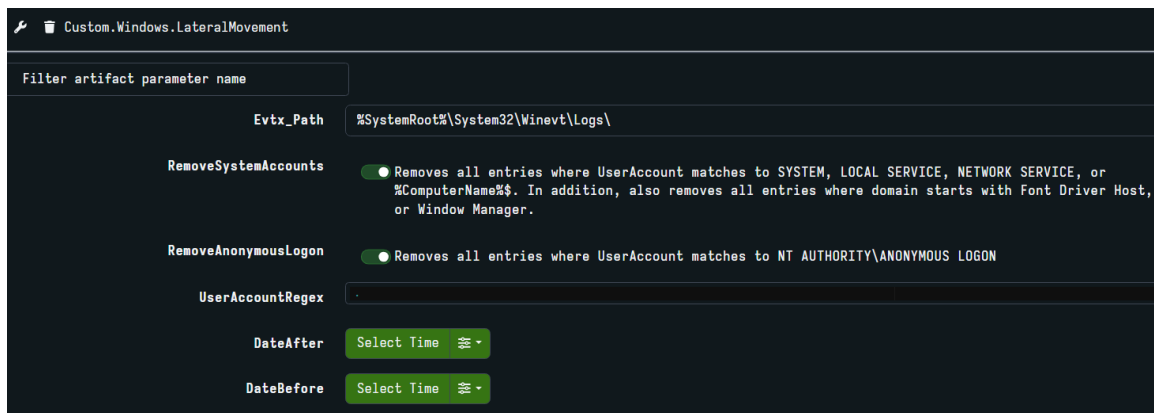 Custom.Windows.LateralMovement
Filter artifact parameter name
Evtx_Path
%SystemRoot%\System32\Winevt\Logs\
RemoveSystemAccounts
Removes all entries where UserAccount matches to SYSTEM, LOCAL SERVICE, NETWORK SERVICE, or
%ComputerName%$. In addition, also removes all entries where domain starts with Font Driver Host,
or Window Manager.
RemoveAnonymousLogon
Removes all entries where UserAccount matches to NT AUTHORITY\ANONYMOUS LOGON
UserAccountRegex
.
DateAfter
Select Time
DateBefore
Select Time